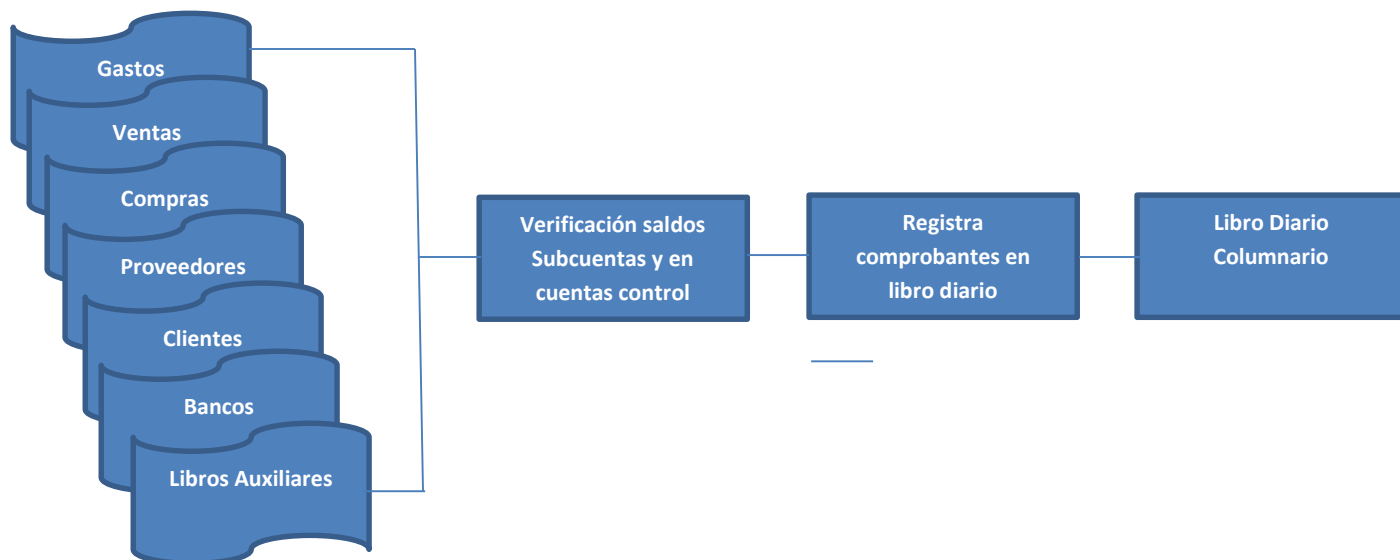 Gastos
Ventas
Compras
Proveedores
Clientes
Bancos
Libros Auxiliares
Verificación saldos
Subcuentas y en
cuentas control
Registra
comprobantes en
libro diario
Libro Diario
Columnario